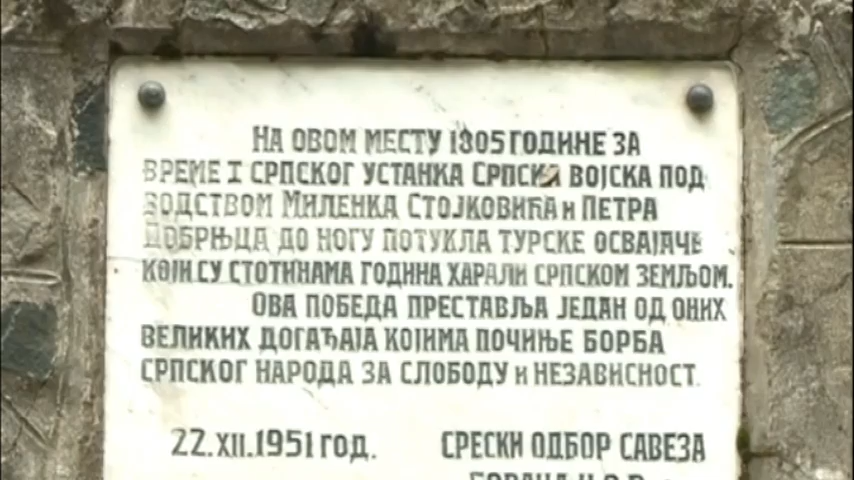 НА ОВОМ МЕСТУ 1805 ГОДИНЕ ЗА
ВРЕМЕ I СРПСКОГ УСТАНКА СРПСКА ВОЈСКА ПОД
ВОДСТВОМ МИЛЕНКА СТОЈКОВИЋА и ПЕТРА
ДОБРЊЦА ДО НОГУ ПОТУКЛА ТУРСКЕ ОСВАЈАЧЕ
КОЈИ СУ СТОТИНАМА ГОДИНА ХАРАЛИ СРПСКОМ ЗЕМЉОМ.
ОВА ПОБЕДА ПРЕСТАВЉА ЈЕДАН ОД ОНИХ
ВЕЛИКИХ ДОГАЂАЈА КОЈИМА ПОЧИЊЕ БОРБА
СРПСКОГ НАРОДА ЗА СЛОБОДУ и НЕЗАВИСНОСТ.
22. XII. 1951 ГОД.
СРЕСКИ ОДБОР САВЕЗА